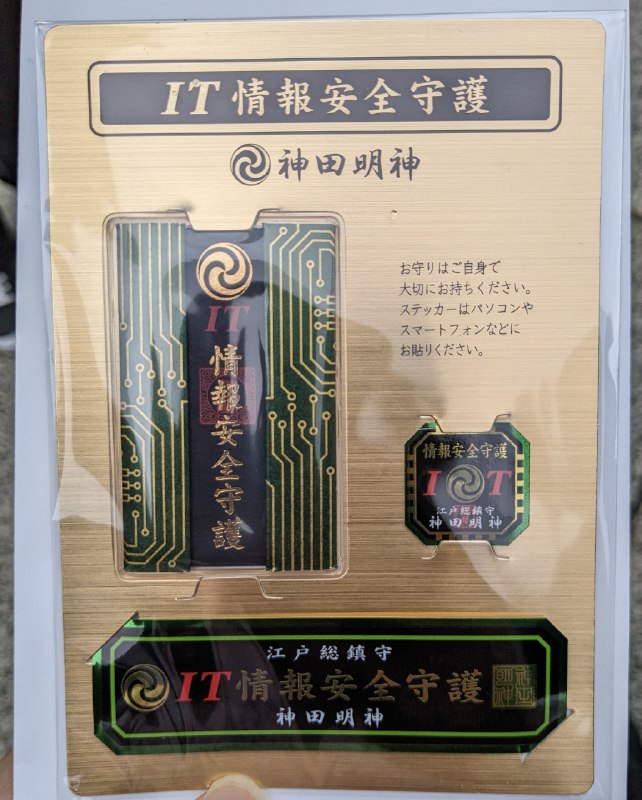 IT 情報安全守護
神田明神
IT
情報安全守護
お守りはご自身で
大切にお持ちください。
ステッカーはパソコンや
スマートフォンなどに
お貼りください。
情報安全守護
I T
江戸総鎮守
神田明神
江戸総鎮守
IT情報安全守護
神田明神